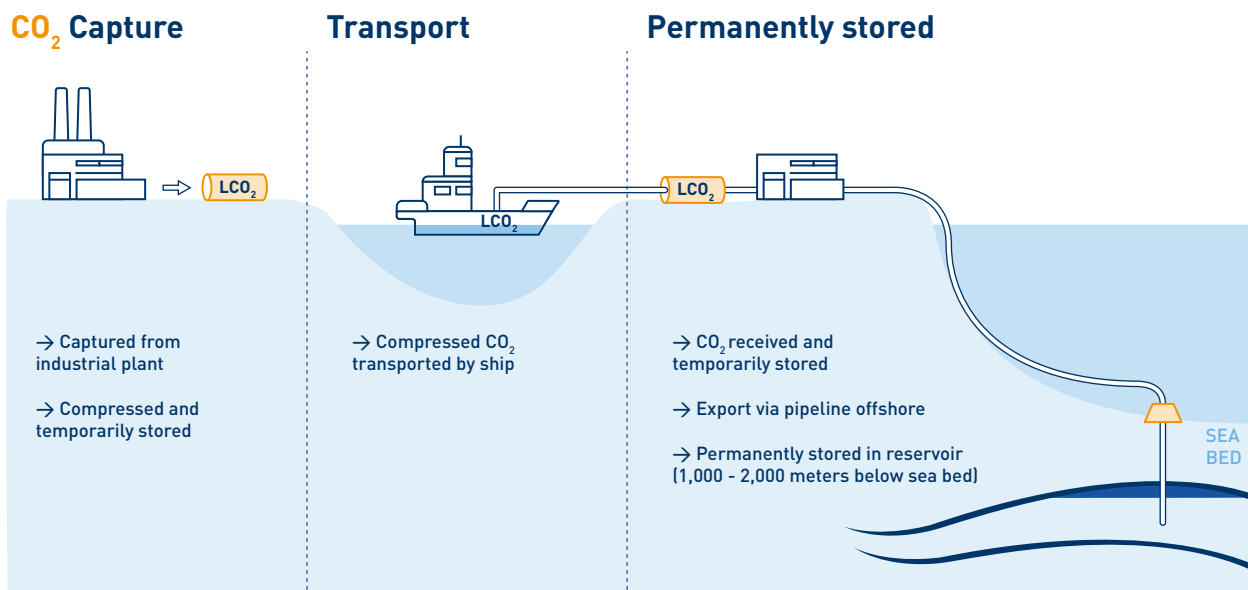 CO₂ Capture
LCO₂
→ Captured from
industrial plant
→ Compressed and
temporarily stored
Transport
LCO₂
→ Compressed CO₂
transported by ship
Permanently stored
LCO₂
→ CO₂ received and
temporarily stored
→ Export via pipeline offshore
→ Permanently stored in reservoir
(1,000 - 2,000 meters below sea bed)
SEA
BED